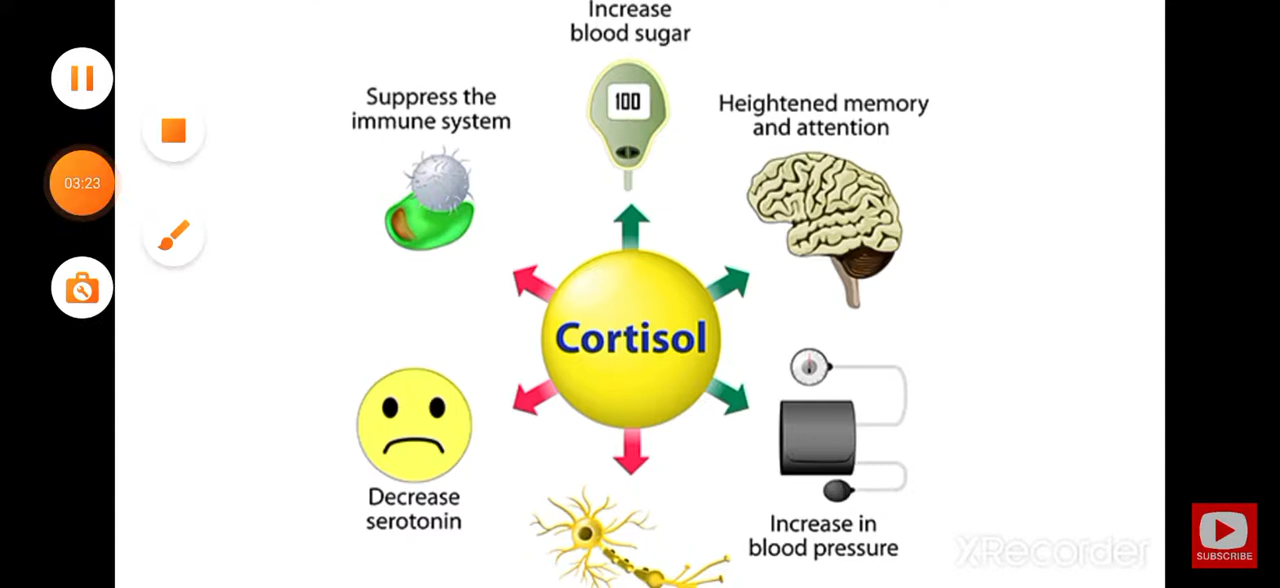 Increase
blood sugar
100
Suppress the
immune system
Heightened memory
and attention
03:23
Cortisol
Decrease
serotonin
Increase in
blood pressure
SUBSCRIBE
XRecorder